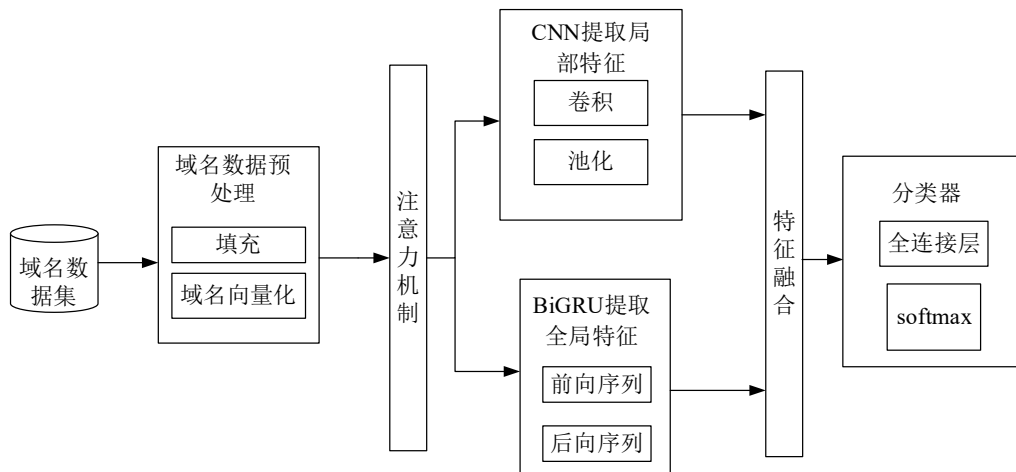 域名数
据集
域名数据预
处理
填充
域名向量化
注意力机制
CNN提取局
部特征
卷积
池化
BiGRU提取
全局特征
前向序列
后向序列
特征融合
分类器
全连接层
softmax